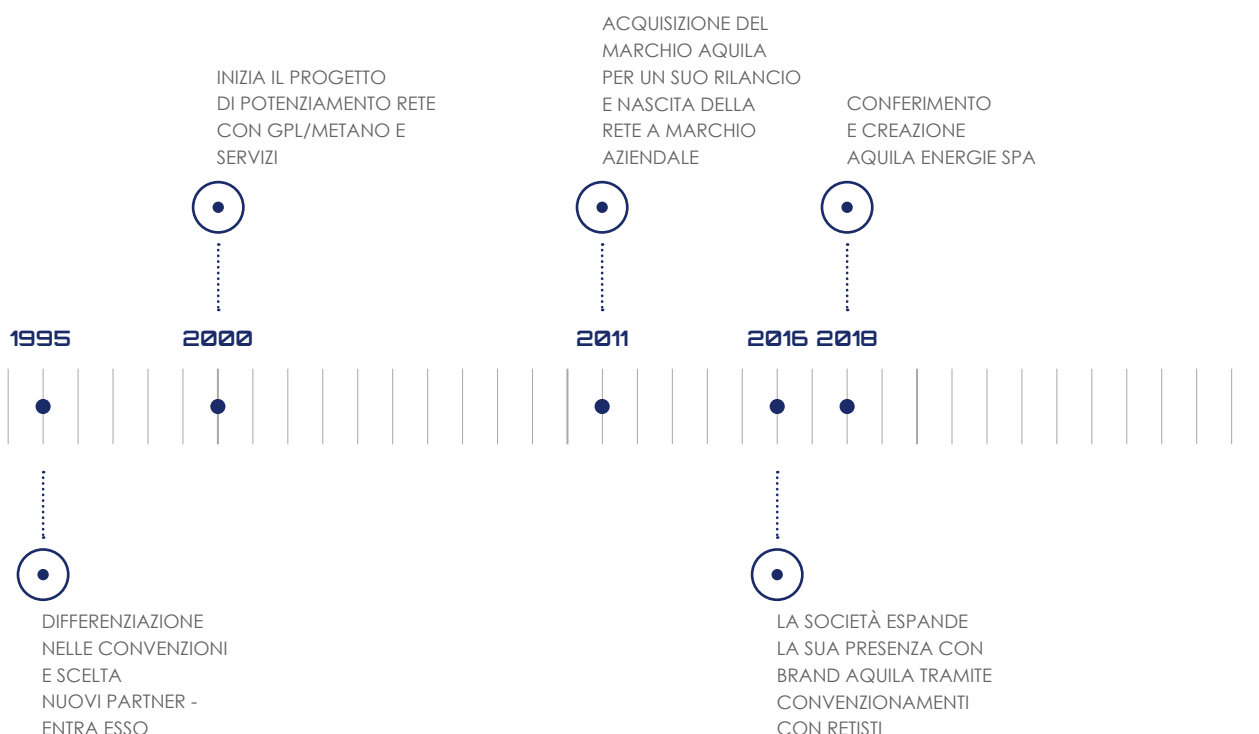 ACQUISIZIONE DEL
MARCHIO AQUILA
PER UN SUO RILANCIO
E NASCITA DELLA
RETE A MARCHIO
AZIENDALE
INIZIA IL PROGETTO
DI POTENZIAMENTO RETE
CON GPL/METANO E
SERVIZI
CONFERIMENTO
E CREAZIONE
AQUILA ENERGIE SPA
1995
2000
2011
2016
2018
DIFFERENZIAZIONE
NELLE CONVENZIONI
E SCELTA
NUOVI PARTNER -
ENTRA ESSO
LA SOCIETÀ ESPANDE
LA SUA PRESENZA CON
BRAND AQUILA TRAMITE
CONVENZIONAMENTI
CON RETISTI